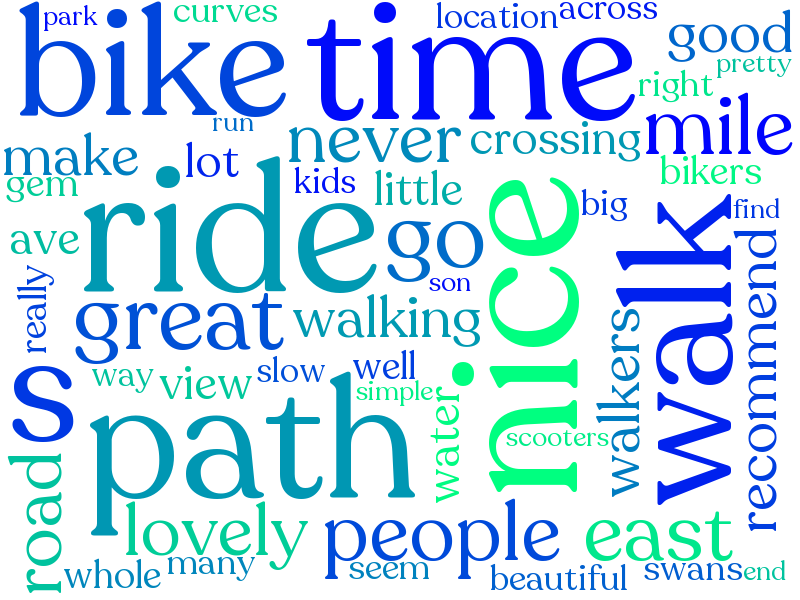 park
curves
location
across
bike
time
good
pretty
right
run
never
crossing
mile
make
lot
bikers
gem
kids
little
ride
nice
big
find
ave
go
walk
recommend
really
son
great
walking
walkers
s
way
view
slow
well
simple
path
water
scooters
road
lovely
people
east
whole
many
seem
beautiful
swans
end